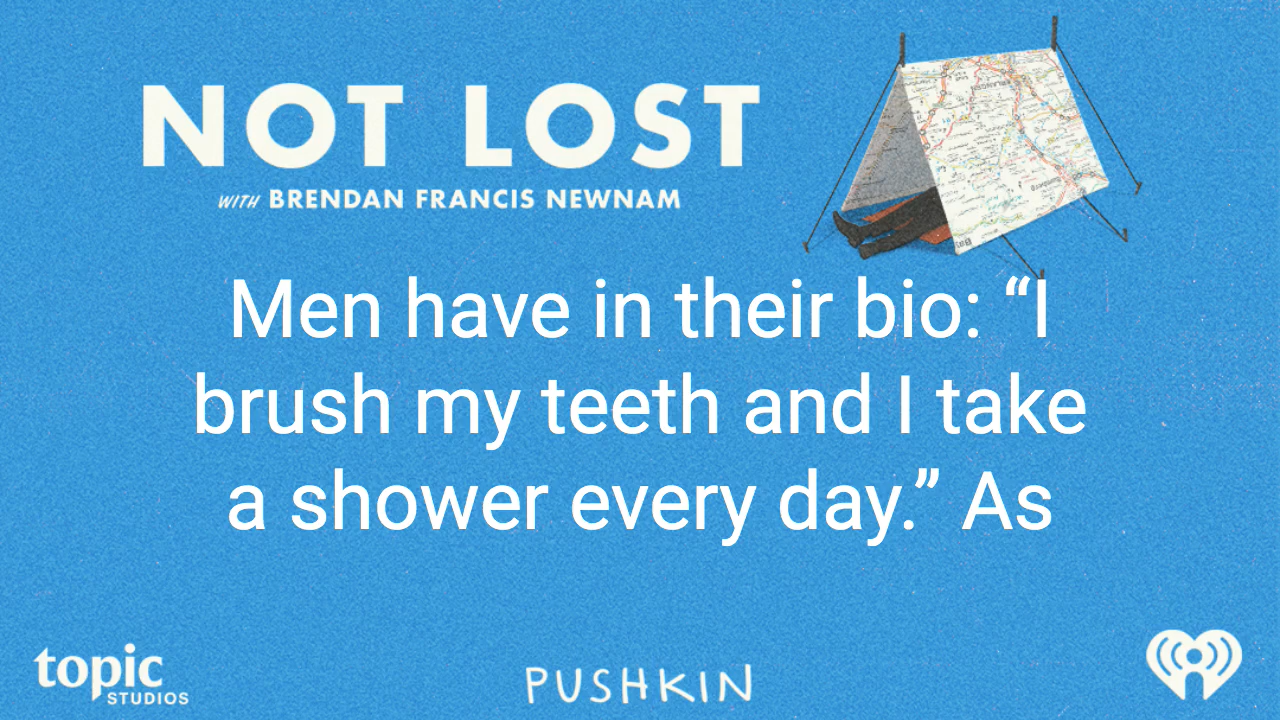 NOT LOST
WITH BRENDAN FRANCIS NEWNAM
Men have in their bio: “I
brush my teeth and I take
a shower every day.” As
topic
STUDIOS
PUSHKIN